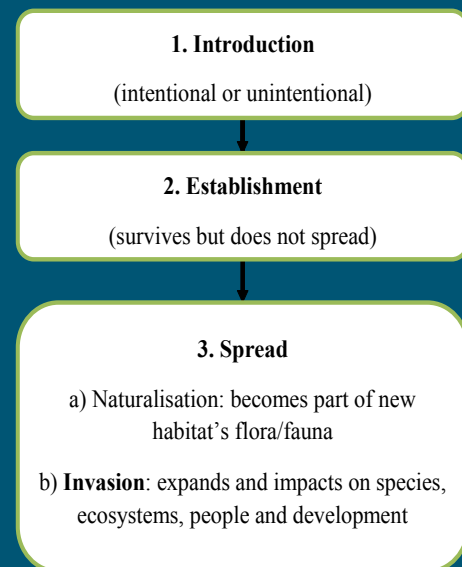 1. Introduction
(intentional or unintentional)
2. Establishment
(survives but does not spread)
3. Spread
a) Naturalisation: becomes part of new
habitat’s flora/fauna
b) Invasion: expands and impacts on species,
ecosystems, people and development